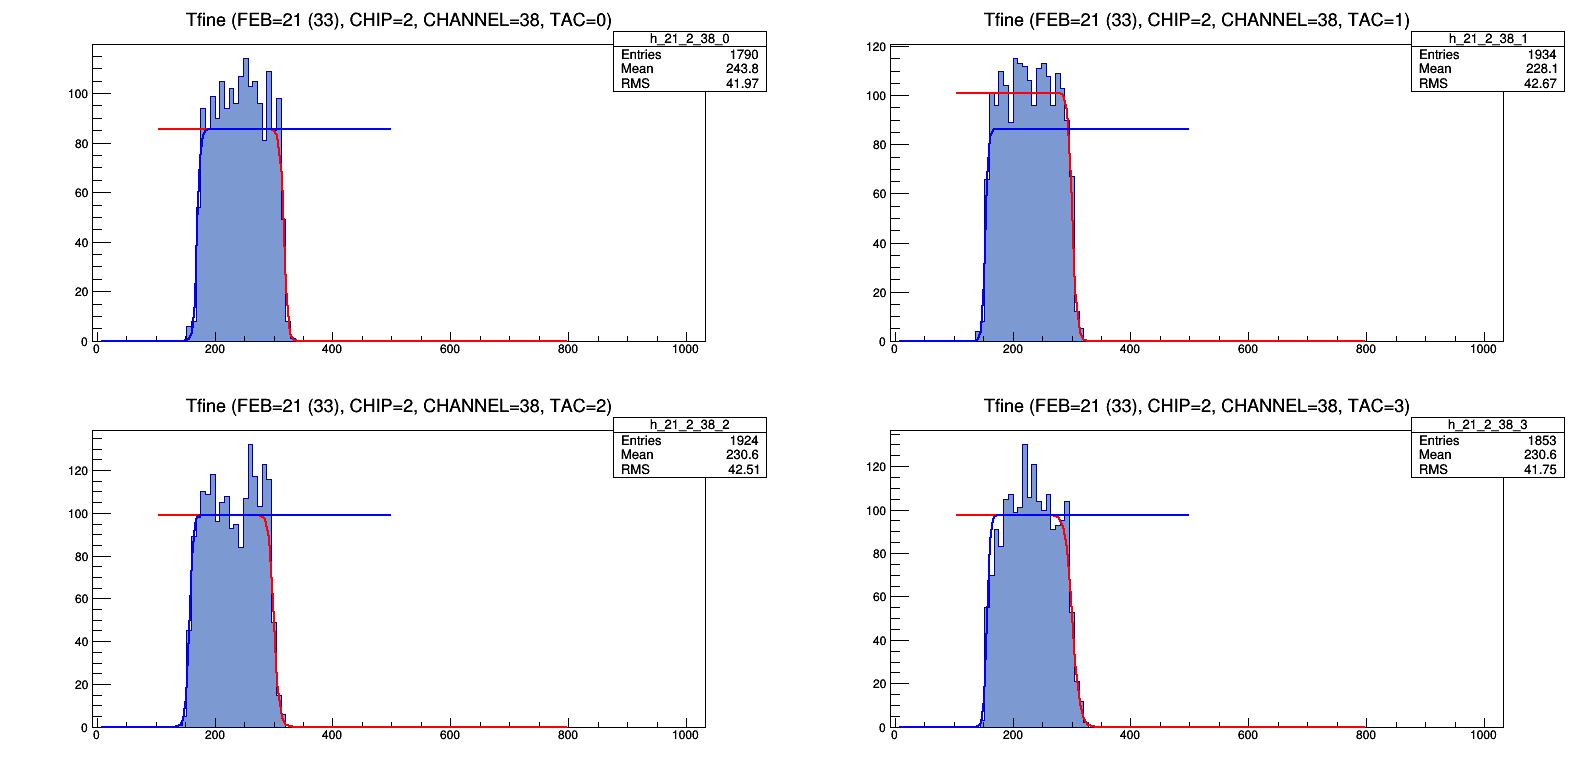 Tfine (FEB=21 (33), CHIP=2, CHANNEL=38, TAC=0)
h_21_2_38_0
Entries 1790
Mean 243.8
RMS 41.97
100
80
60
40
20
0
0 200 400 600 800 1000
Tfine (FEB=21 (33), CHIP=2, CHANNEL=38, TAC=1)
h_21_2_38_1
Entries 1934
Mean 228.1
RMS 42.67
120
100
80
60
40
20
0
0 200 400 600 800 1000
Tfine (FEB=21 (33), CHIP=2, CHANNEL=38, TAC=2)
h_21_2_38_2
Entries 1924
Mean 230.6
RMS 42.51
120
100
80
60
40
20
0
0 200 400 600 800 1000
Tfine (FEB=21 (33), CHIP=2, CHANNEL=38, TAC=3)
h_21_2_38_3
Entries 1853
Mean 230.6
RMS 41.75
120
100
80
60
40
20
0
0 200 400 600 800 1000